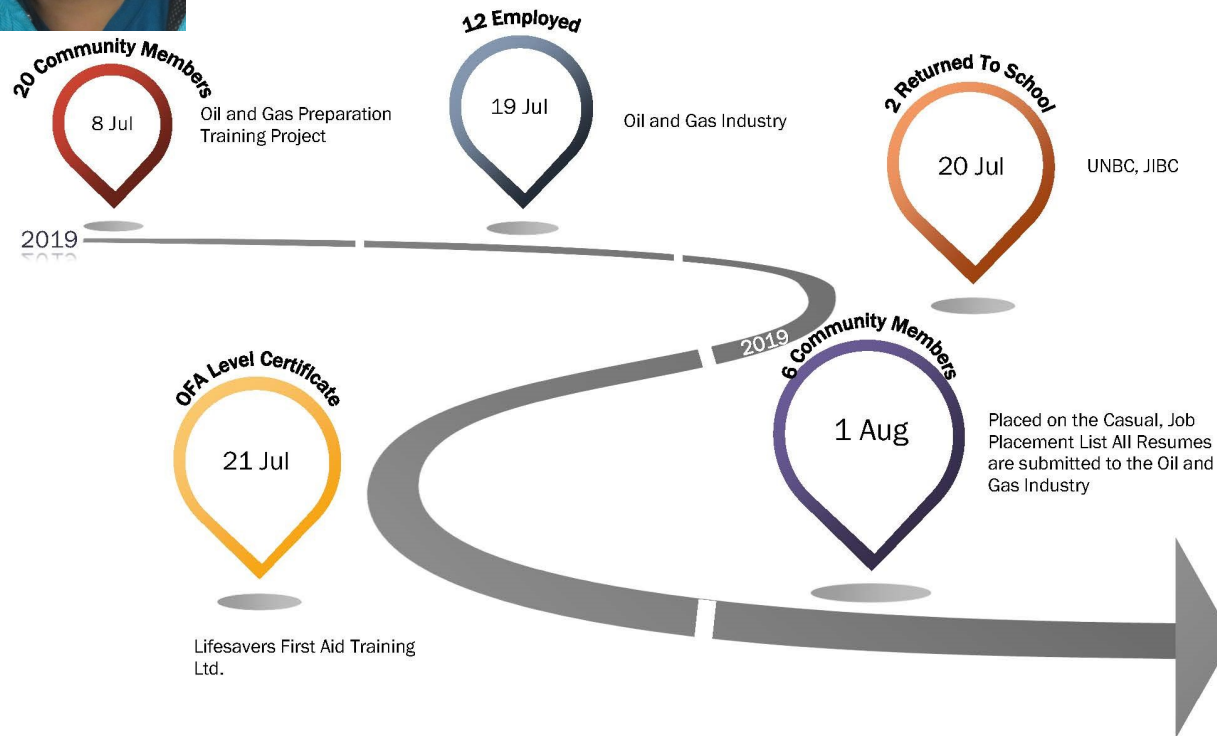 20 Community Members
8 Jul
Oil and Gas Preparation
Training Project
12 Employed
19 Jul
Oil and Gas Industry
2 Returned To School
20 Jul
UNBC, JIBC
2019
2019
OFA Level Certificate
21 Jul
Lifesavers First Aid Training
Ltd.
6 Community Members
1 Aug
Placed on the Casual, Job
Placement List All Resumes
are submitted to the Oil and
Gas Industry